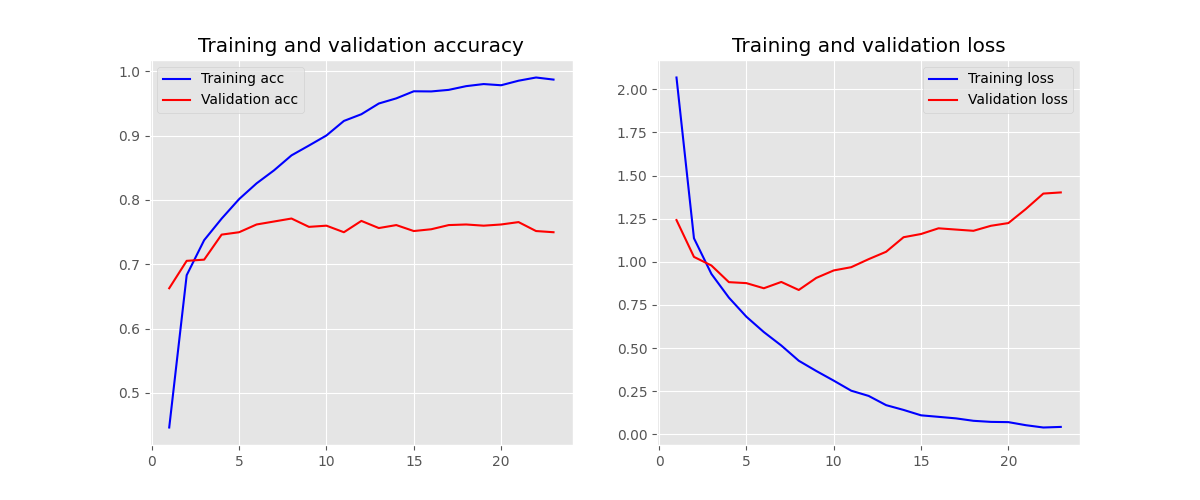 Training and validation accuracy
1.0
0.9
0.8
0.7
0.6
0.5
0 5 10 15 20
Training acc
Validation acc
Training and validation loss
2.00
1.75
1.50
1.25
1.00
0.75
0.50
0.25
0.00
0 5 10 15 20
Training loss
Validation loss